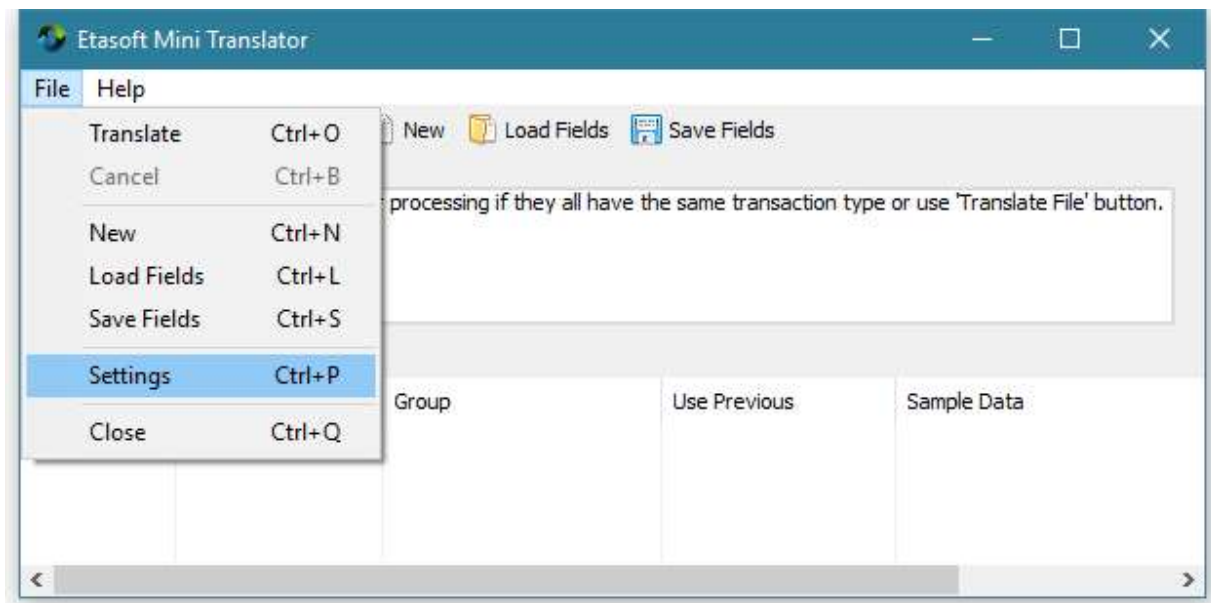 Etasoft Mini Translator
File Help
Translate Ctrl+O
Cancel Ctrl+B
New Ctrl+N
Load Fields Ctrl+L
Save Fields Ctrl+S
Settings Ctrl+P
Close Ctrl+Q
New Load Fields Save Fields
processing if they all have the same transaction type or use 'Translate File' button.
Group Use Previous Sample Data